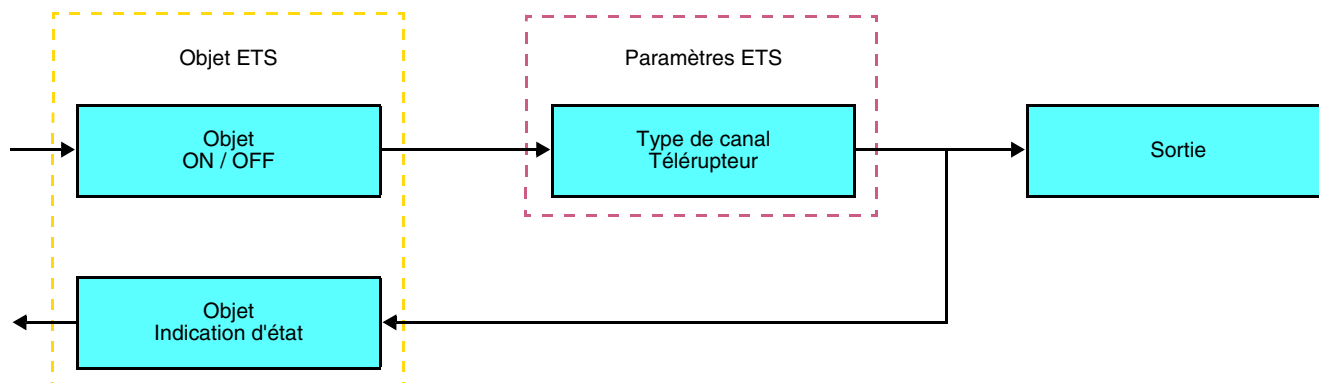 Objet ETS
Paramètres ETS
Objet
ON / OFF
Type de canal
Télérupteur
Sortie
Objet
Indication d'état